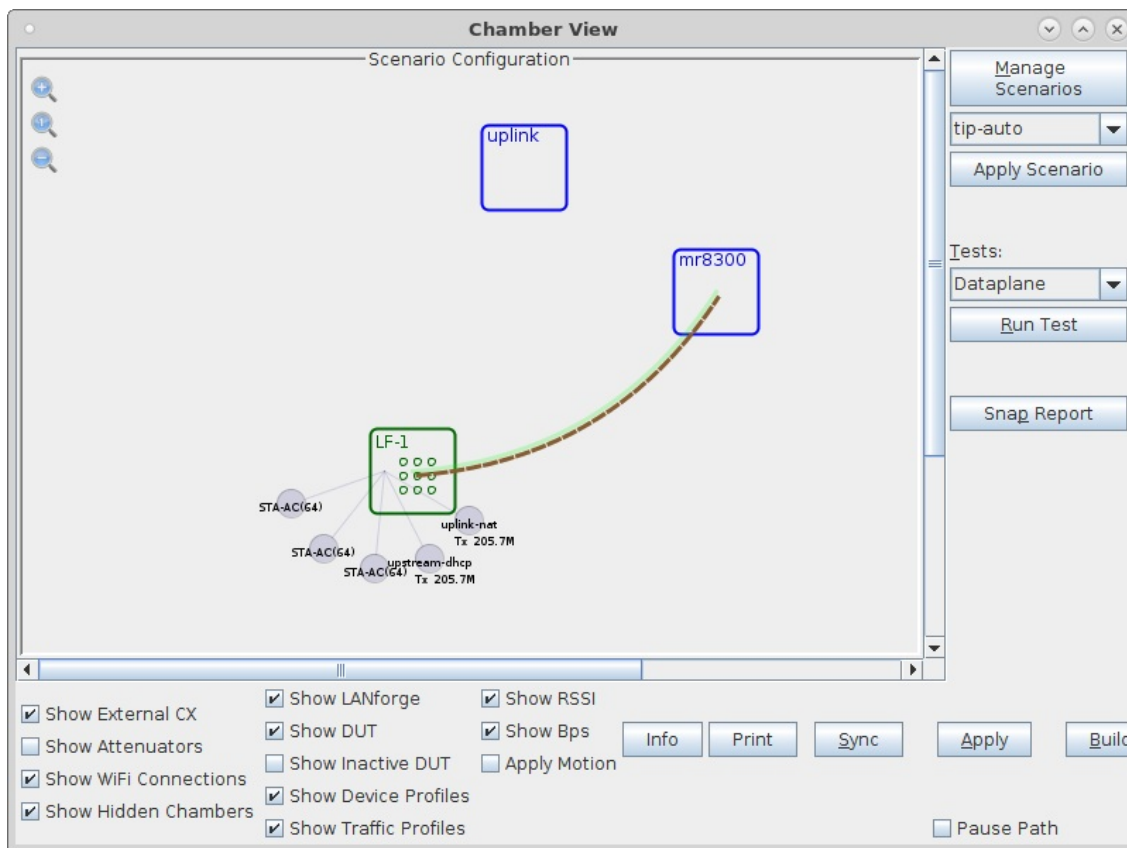 Chamber View
Scenario Configuration
uplink
mr8300
LF-1
STA-AC(64)
STA-AC(64)
STA-AC(64)
upstream-dhcp
Tx 205.7M
uplink-nat
Tx 205.7M
Manage
Scenarios
tip-auto
Apply Scenario
Tests:
Dataplane
Run Test
Snap Report
Show External CX
Show Attenuators
Show WiFi Connections
Show Hidden Chambers
Show LANforge
Show DUT
Show Inactive DUT
Show Device Profiles
Show Traffic Profiles
Show RSSI
Show Bps
Apply Motion
Info
Print
Sync
Apply
Build
Pause Path